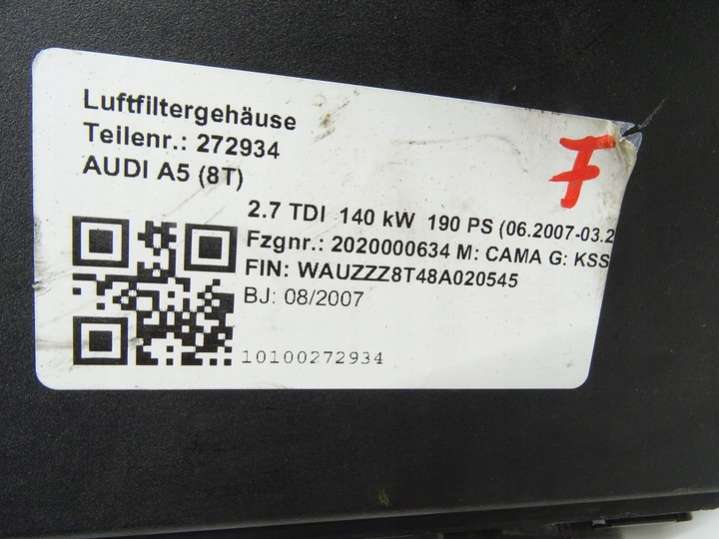 Luftfiltergehäuse
Teilenr.: 272934
AUDI A5 (8T)
F
2.7 TDI 140 kW 190 PS (06.2007-03.2
Fzgnr.: 2020000634 M: CAMA G: KSS
FIN: WAUZZZ8T48A020545
BJ: 08/2007
10100272934